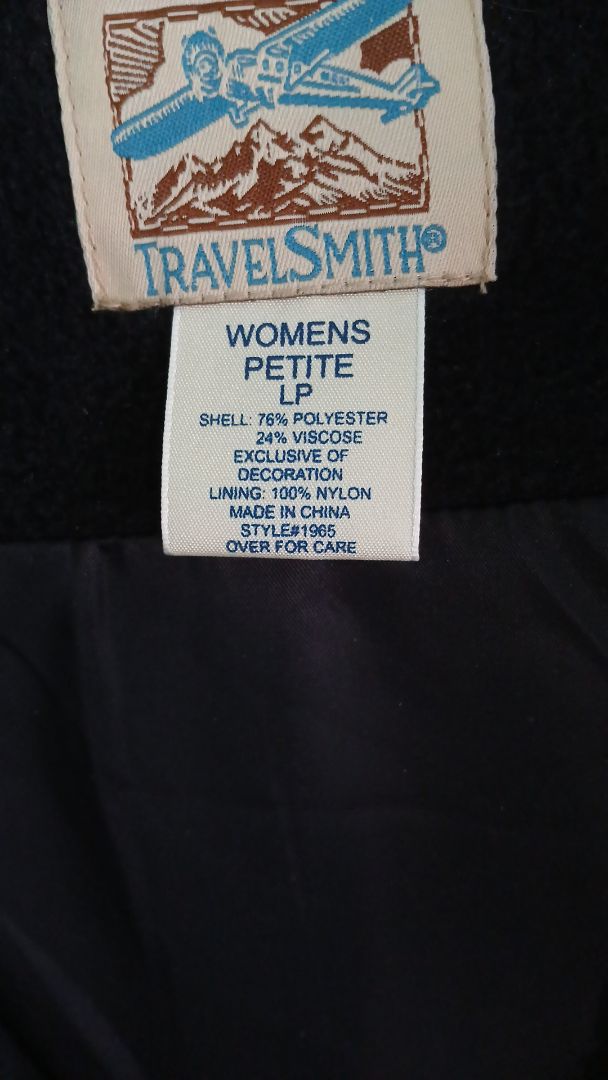 TRAVELSMITH®
WOMENS
PETITE
LP
SHELL: 76% POLYESTER
24% VISCOSE
EXCLUSIVE OF
DECORATION
LINING: 100% NYLON
MADE IN CHINA
STYLE#1965
OVER FOR CARE